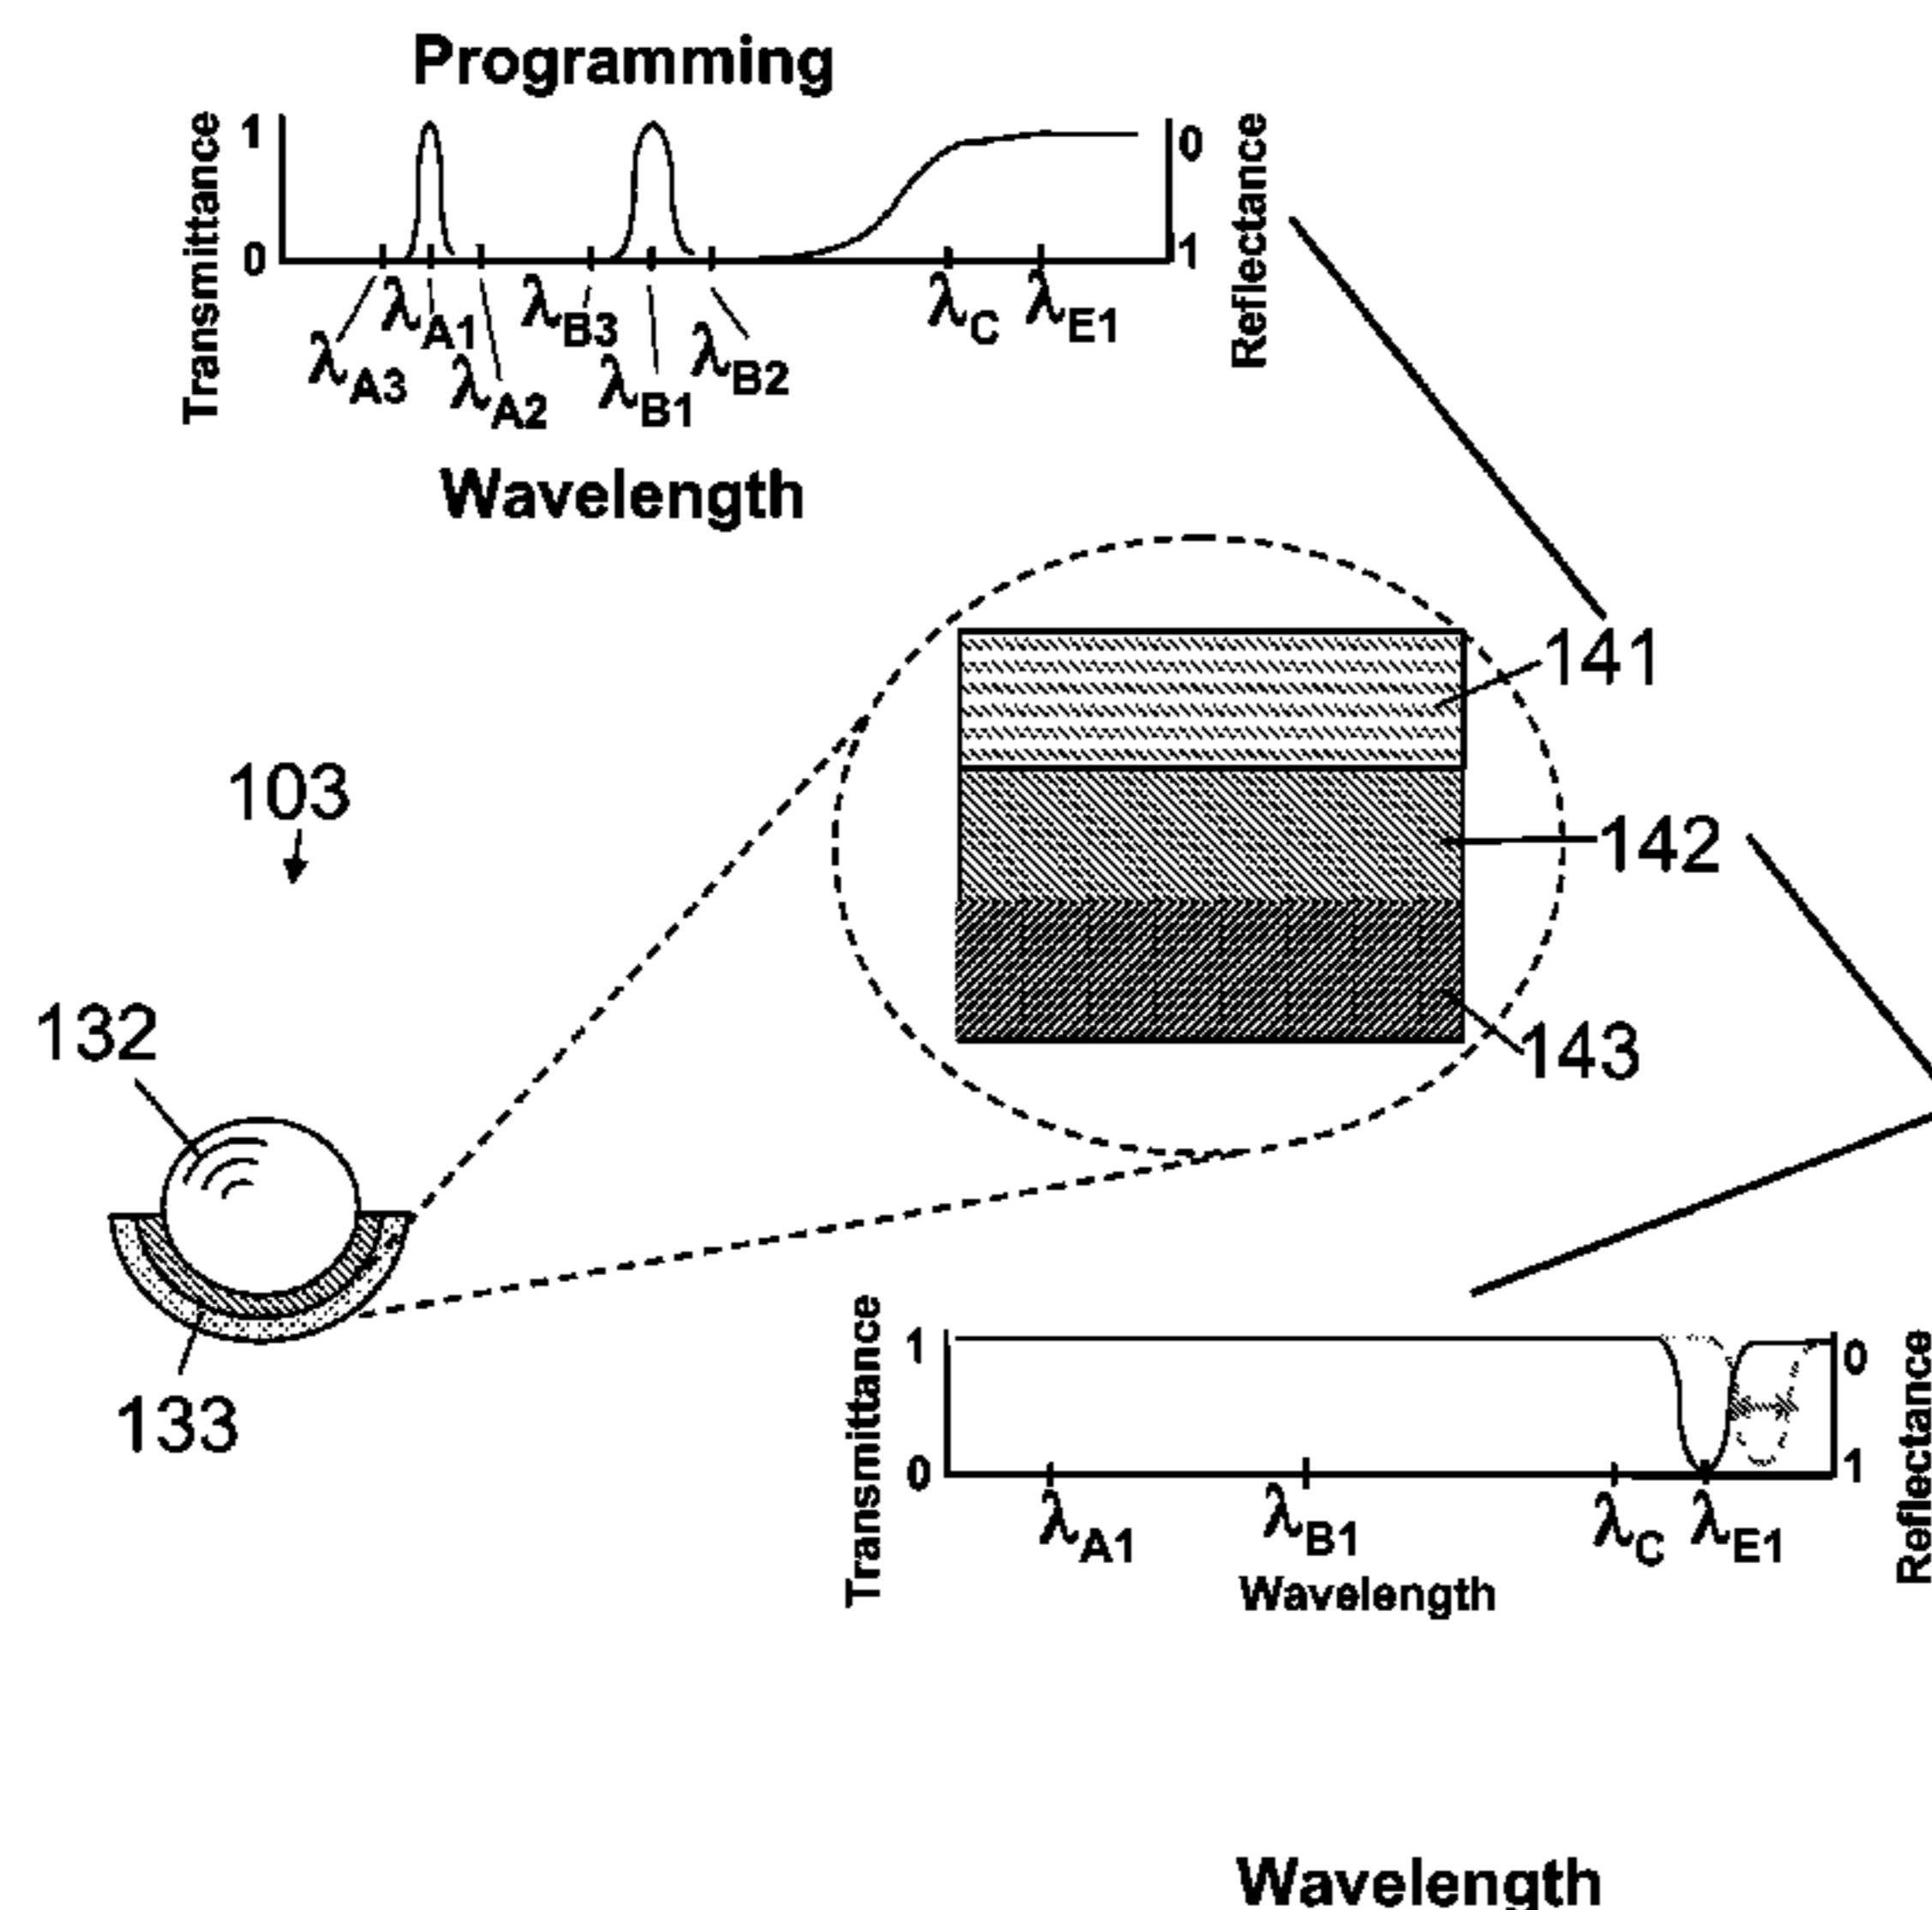 Programming
Transmittance
1
0
0
1
Reflectance
λA3
λA1
λA2
λB3
λB1
λB2
λC
λE1
Wavelength
141
142
143
103
132
133
Transmittance
1
0
0
1
Reflectance
λA1
λB1
λC
λE1
Wavelength
Wavelength